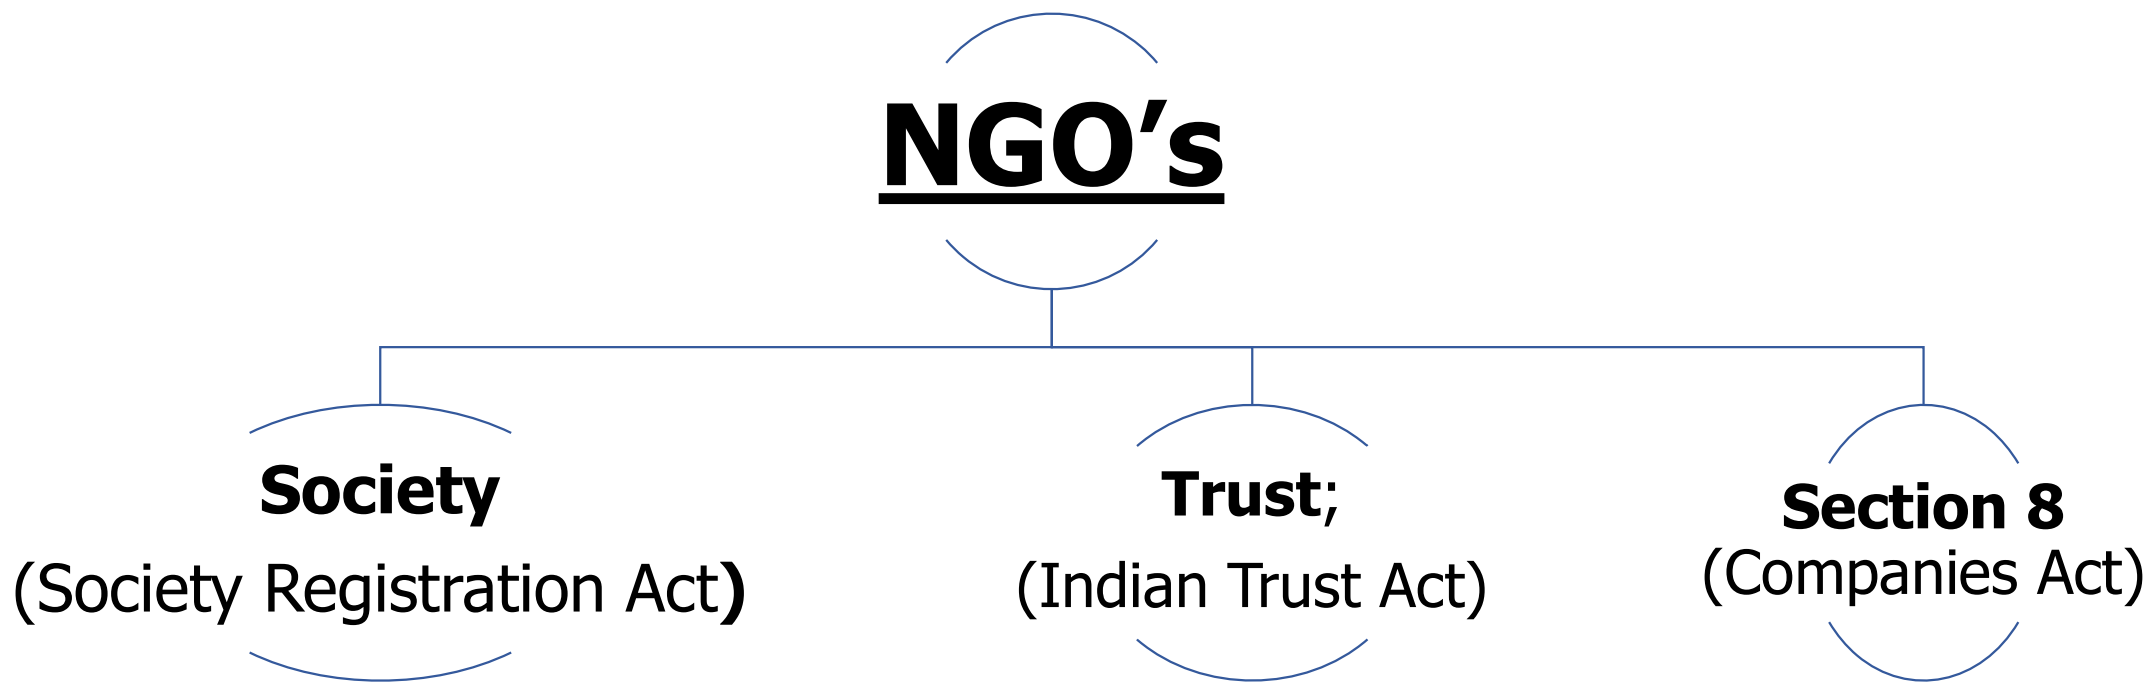 NGO’s
Society
(Society Registration Act)
Trust;
(Indian Trust Act)
Section 8
(Companies Act)